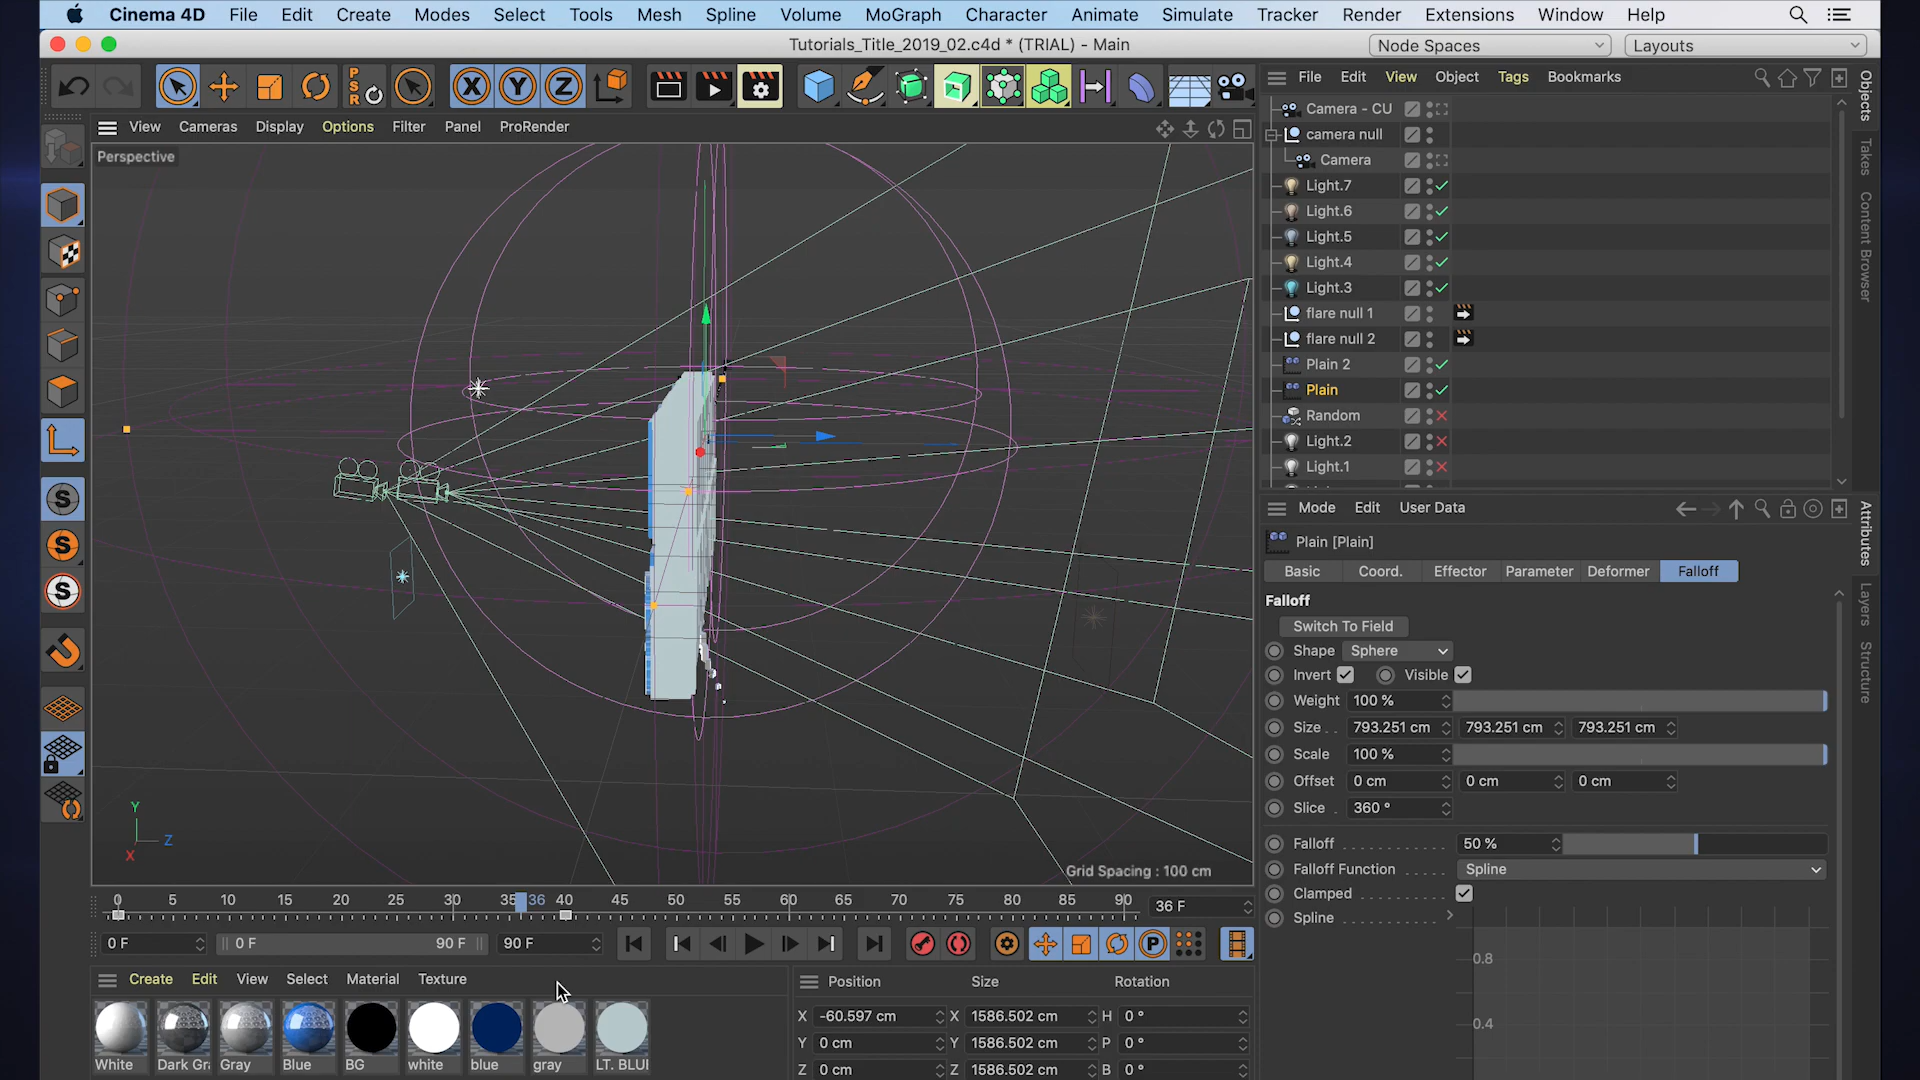 Cinema 4D File Edit Create Modes Select Tools Mesh Spline Volume MoGraph Character Animate Simulate Tracker Render Extensions Window Help
Tutorials_Title_2019_02.c4d * (TRIAL) - Main
Node Spaces
Layouts
File Edit View Object Tags Bookmarks
View Cameras Display Options Filter Panel ProRender
Perspective
Camera - CU
camera null
Camera
Light.7
Light.6
Light.5
Light.4
Light.3
flare null 1
flare null 2
Plain 2
Plain
Random
Light.2
Light.1
Objects
Takes
Content Browser
Mode Edit User Data
Plain [Plain]
Basic Coord. Effector Parameter Deformer Falloff
Falloff
Switch To Field
Shape Sphere
Invert Visible
Weight 100 %
Size . . 793.251 cm 793.251 cm 793.251 cm
Scale 100 %
Offset 0 cm 0 cm 0 cm
Slice . 360 °
Falloff 50 %
Falloff Function Spline
Clamped
Spline
0.8
0.4
Attributes
Layers
Structure
Y
Z
X
Grid Spacing : 100 cm
0 5 10 15 20 25 30 35 36 40 45 50 55 60 65 70 75 80 85 90
36 F
0 F 0 F 90 F 90 F
Create Edit View Select Material Texture
White Dark Gr Gray Blue BG white blue gray LT. BLUI
Position Size Rotation
X -60.597 cm X 1586.502 cm H 0 °
Y 0 cm Y 1586.502 cm P 0 °
Z 0 cm Z 1586.502 cm B 0 °